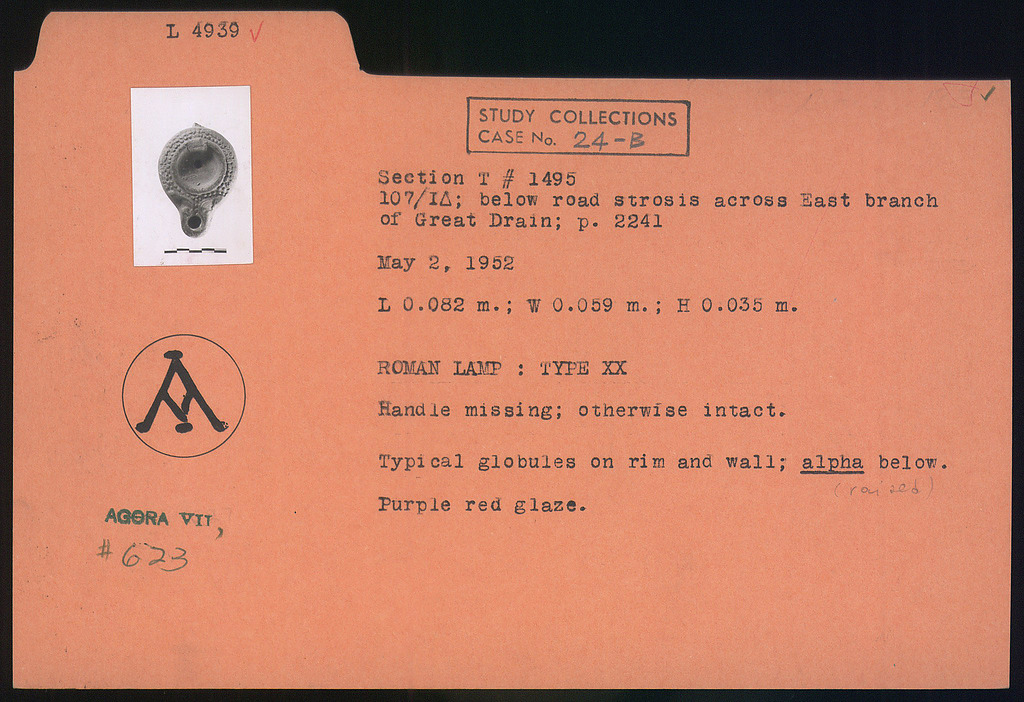 L 4939
STUDY COLLECTIONS
CASE No. 24-B
Section T # 1495
107/ΙΔ; below road strosis across East branch
of Great Drain; p. 2241
May 2, 1952
L 0.082 m.; W 0.059 m.; H 0.035 m.
ROMAN LAMP : TYPE XX
Handle missing; otherwise intact.
Typical globules on rim and wall; alpha below.
(raised)
Purple red glaze.
Α
AGORA VII,
# 623